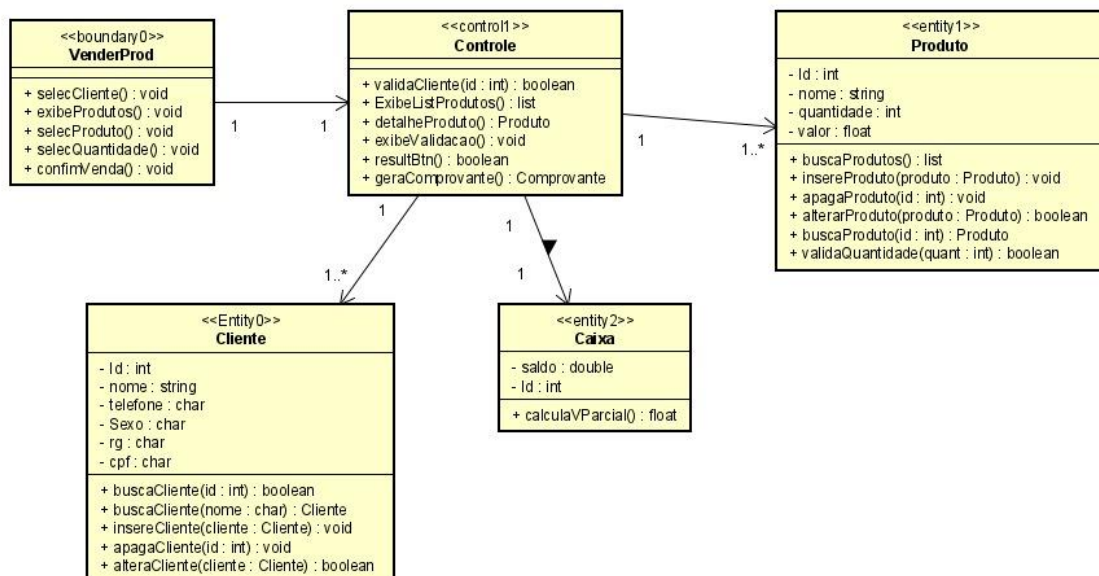 <<boundary0>>
VenderProd
+ selecCliente() : void
+ exibeProdutos() : void
+ selecProduto() : void
+ selecQuantidade() : void
+ confimVenda() : void
1
1
<<control1>>
Controle
+ validaCliente(id : int) : boolean
+ ExibeListProdutos() : list
+ detalheProduto() : Produto
+ exibeValidacao() : void
+ resultBtn() : boolean
+ geraComprovante() : Comprovante
1
1..*
<<entity1>>
Produto
- Id : int
- nome : string
- quantidade : int
- valor : float
+ buscaProdutos() : list
+ insereProduto(produto : Produto) : void
+ apagaProduto(id : int) : void
+ alterarProduto(produto : Produto) : boolean
+ buscaProduto(id : int) : Produto
+ validaQuantidade(quant : int) : boolean
1
1..*
1
1
<<Entity0>>
Cliente
- Id : int
- nome : string
- telefone : char
- Sexo : char
- rg : char
- cpf : char
+ buscaCliente(id : int) : boolean
+ buscaCliente(nome : char) : Cliente
+ insereCliente(cliente : Cliente) : void
+ apagaCliente(id : int) : void
+ alteraCliente(cliente : Cliente) : boolean
<<entity2>>
Caixa
- saldo : double
- Id : int
+ calculaVParcial() : float